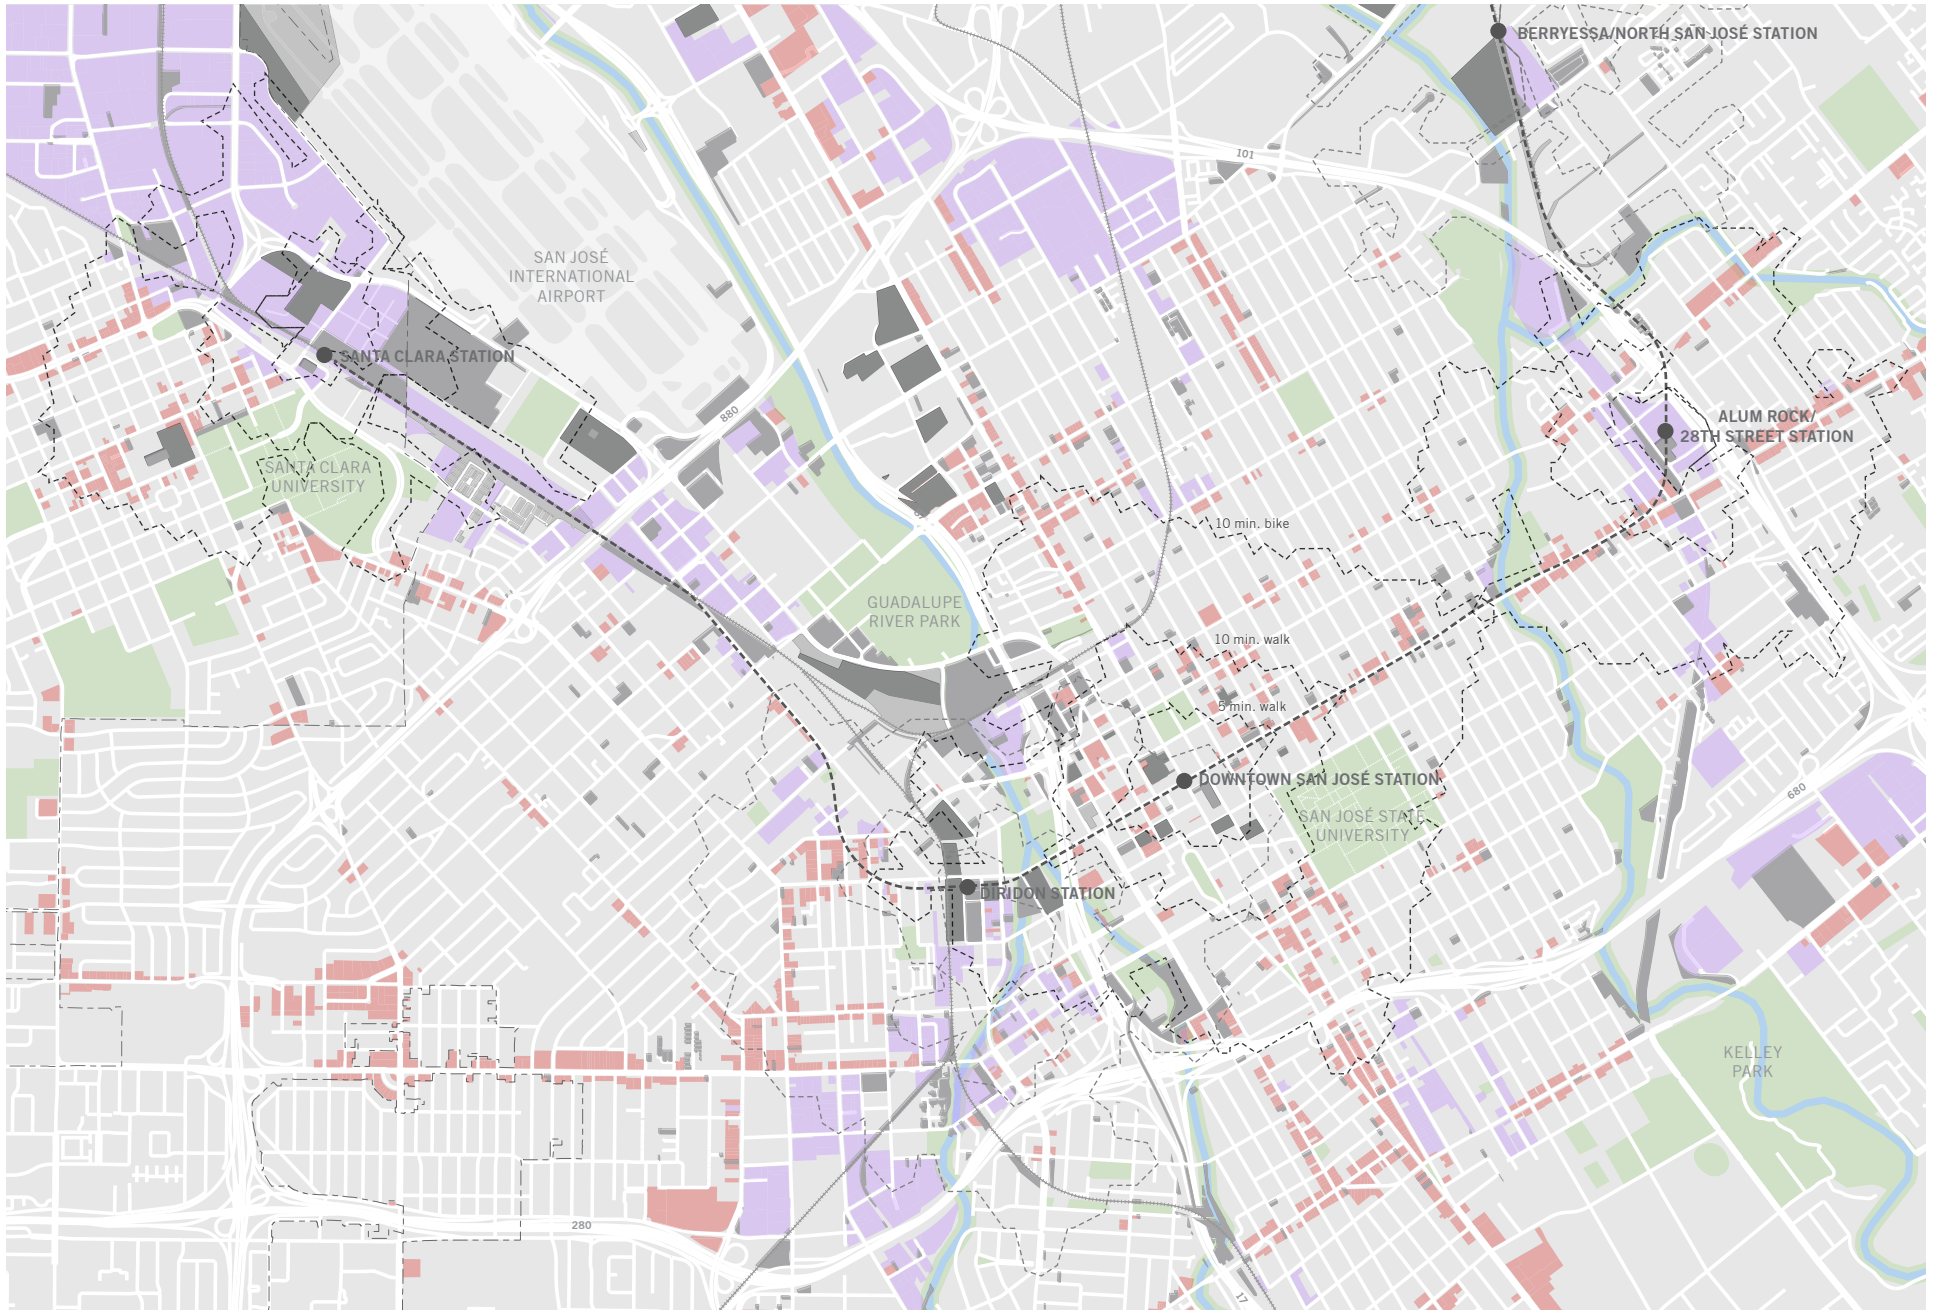 BERRYESSA/NORTH SAN JOSÉ STATION
101
SAN JOSÉ
INTERNATIONAL
AIRPORT
SANTA CLARA STATION
880
ALUM ROCK/
28TH STREET STATION
SANTA CLARA
UNIVERSITY
10 min. bike
GUADALUPE
RIVER PARK
10 min. walk
5 min. walk
DOWNTOWN SAN JOSÉ STATION
680
SAN JOSÉ STATE
UNIVERSITY
DIRIDON STATION
KELLEY
PARK
280
17